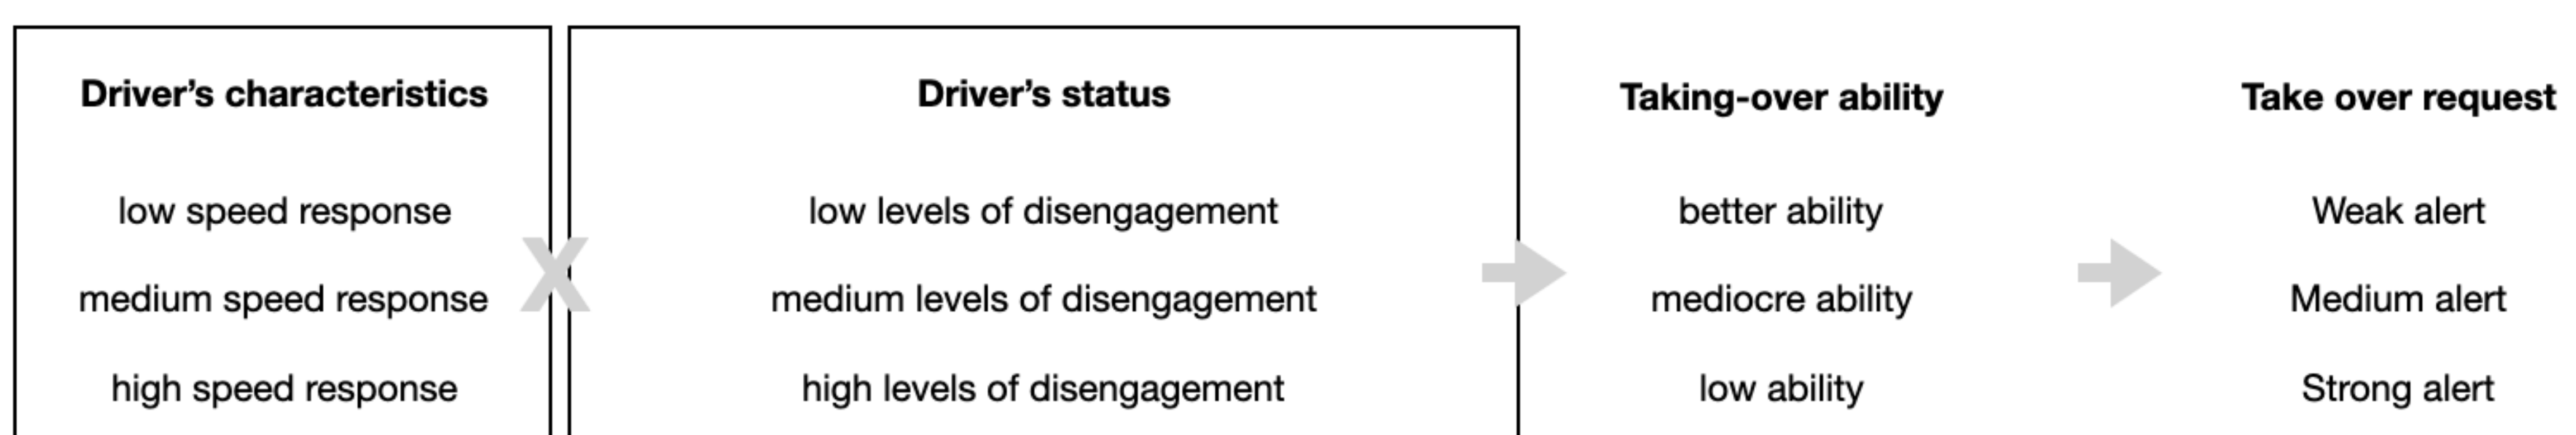 Driver’s characteristics
low speed response
medium speed response
high speed response
X
Driver’s status
low levels of disengagement
medium levels of disengagement
high levels of disengagement
Taking-over ability
better ability
mediocre ability
low ability
Take over request
Weak alert
Medium alert
Strong alert